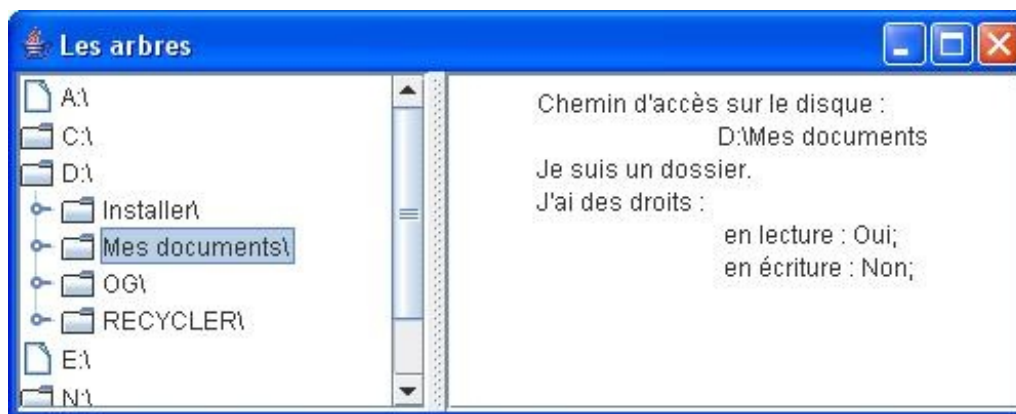 Les arbres
A:\
C:\
D:\
Installer\
Mes documents\
OG\
RECYCLER\
E:\
N:\
Chemin d'accès sur le disque :
D:\Mes documents
Je suis un dossier.
J'ai des droits :
en lecture : Oui;
en écriture : Non;